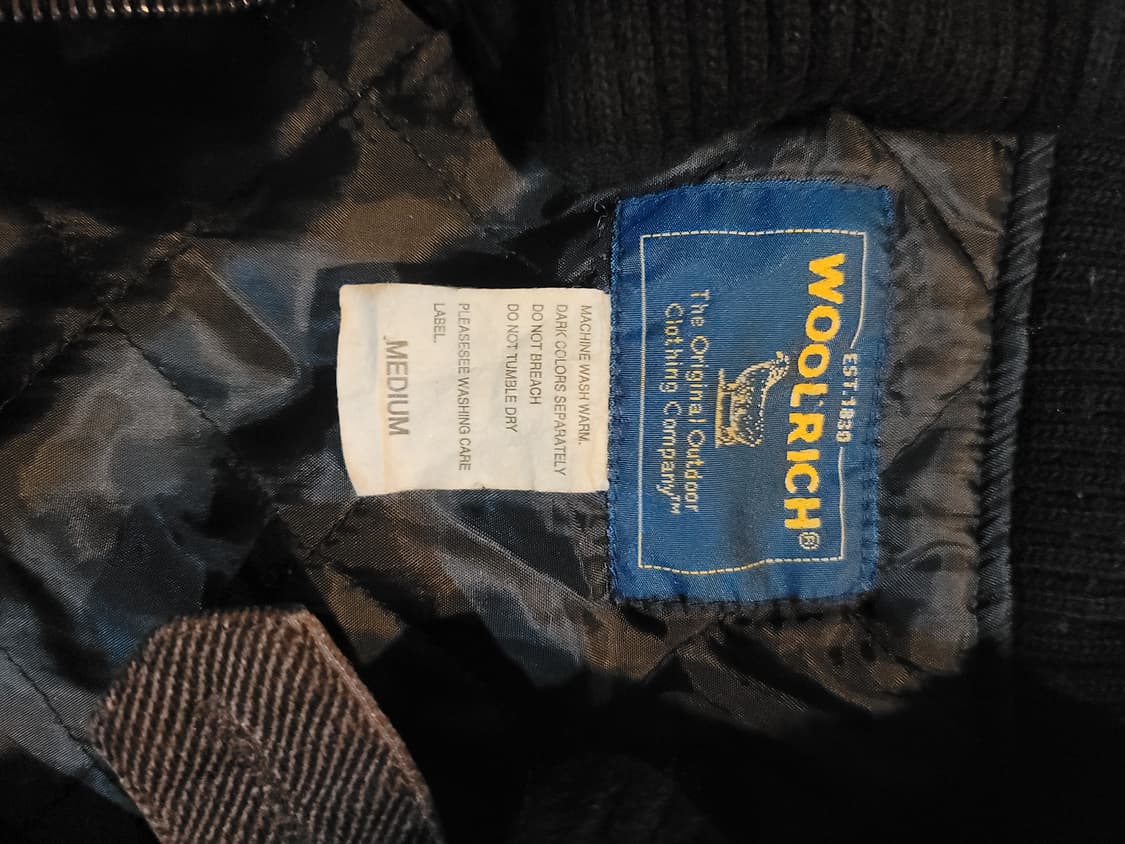 EST. 1830
WOOLRICH®
The Original Outdoor
Clothing Company™
MACHINE WASH WARM.
DARK COLORS SEPARATELY
DO NOT BREACH
DO NOT TUMBLE DRY
PLEASESEE WASHING CARE
LABEL.
MEDIUM